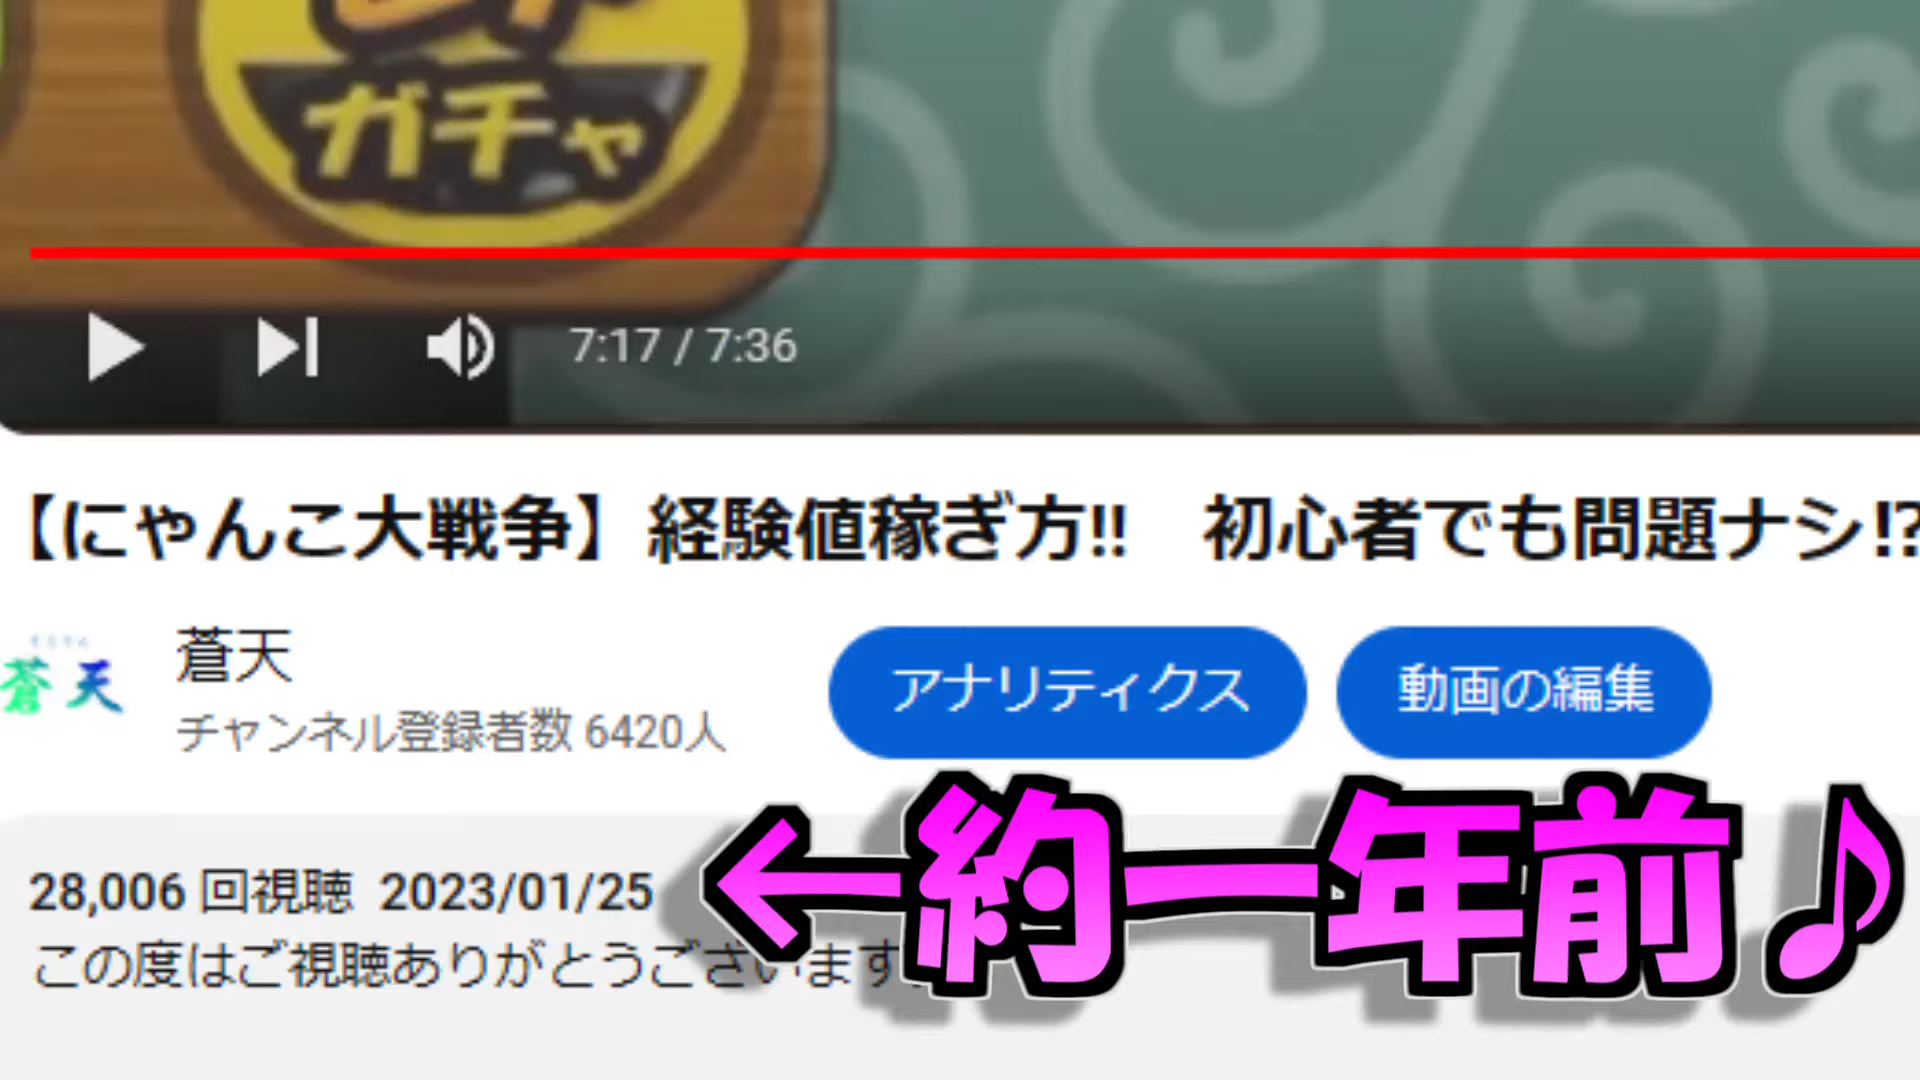 ガチャ
7:17 / 7:36
【にゃんこ大戦争】経験値稼ぎ方!!　初心者でも問題ナシ!?
蒼天
蒼天
チャンネル登録者数 6420人
アナリティクス
動画の編集
28,006 回視聴 2023/01/25
←約一年前♪
この度はご視聴ありがとうございます